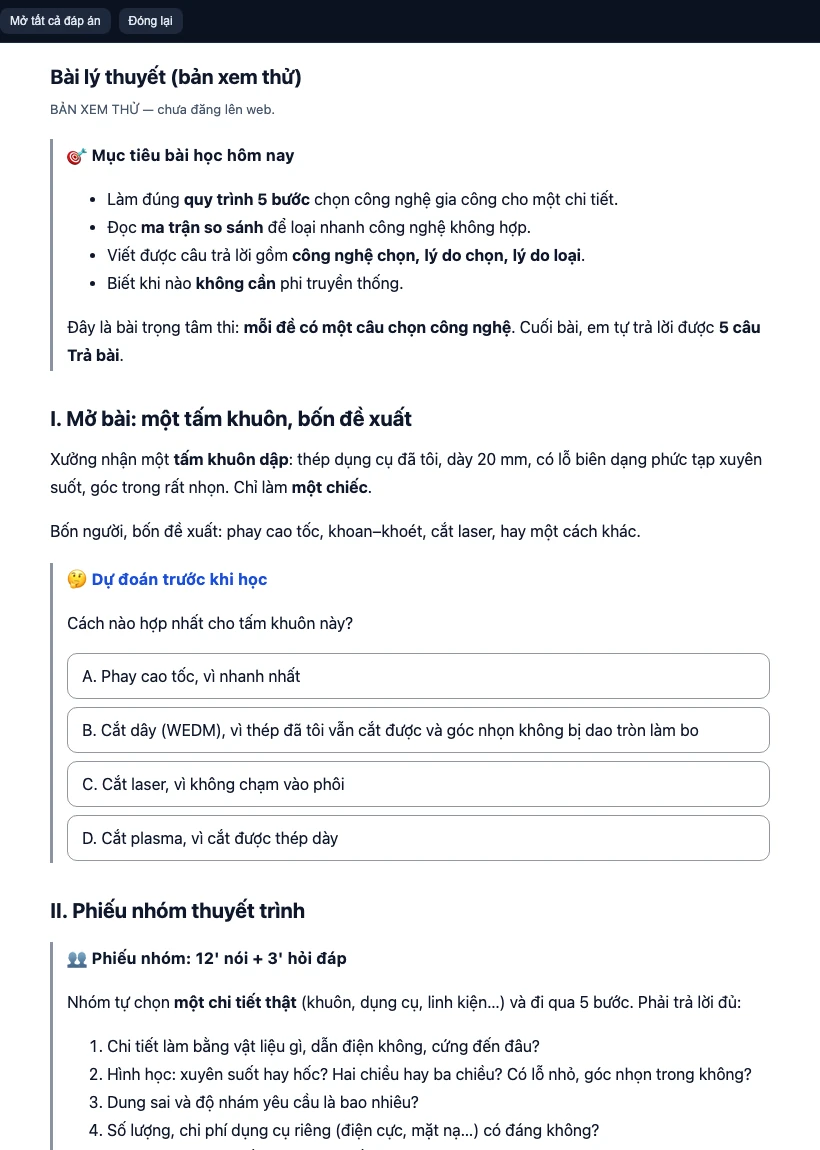 Mở tất cả đáp án
Đóng lại
Bài lý thuyết (bản xem thử)
BẢN XEM THỬ — chưa đăng lên web.
🎯 Mục tiêu bài học hôm nay
• Làm đúng quy trình 5 bước chọn công nghệ gia công cho một chi tiết.
• Đọc ma trận so sánh để loại nhanh công nghệ không hợp.
• Viết được câu trả lời gồm công nghệ chọn, lý do chọn, lý do loại.
• Biết khi nào không cần phi truyền thống.
Đây là bài trọng tâm thi: mỗi đề có một câu chọn công nghệ. Cuối bài, em tự trả lời được 5 câu
Trả bài.
I. Mở bài: một tấm khuôn, bốn đề xuất
Xưởng nhận một tấm khuôn dập: thép dụng cụ đã tôi, dày 20 mm, có lỗ biên dạng phức tạp xuyên
suốt, góc trong rất nhọn. Chỉ làm một chiếc.
Bốn người, bốn đề xuất: phay cao tốc, khoan–khoét, cắt laser, hay một cách khác.
🤔 Dự đoán trước khi học
Cách nào hợp nhất cho tấm khuôn này?
A. Phay cao tốc, vì nhanh nhất
B. Cắt dây (WEDM), vì thép đã tôi vẫn cắt được và góc nhọn không bị dao tròn làm bo
C. Cắt laser, vì không chạm vào phôi
D. Cắt plasma, vì cắt được thép dày
II. Phiếu nhóm thuyết trình
👥 Phiếu nhóm: 12' nói + 3' hỏi đáp
Nhóm tự chọn một chi tiết thật (khuôn, dụng cụ, linh kiện...) và đi qua 5 bước. Phải trả lời đủ:
1. Chi tiết làm bằng vật liệu gì, dẫn điện không, cứng đến đâu?
2. Hình học: xuyên suốt hay hốc? Hai chiều hay ba chiều? Có lỗ nhỏ, góc nhọn trong không?
3. Dung sai và độ nhám yêu cầu là bao nhiêu?
4. Số lượng, chi phí dụng cụ riêng (điện cực, mặt nạ...) có đáng không?